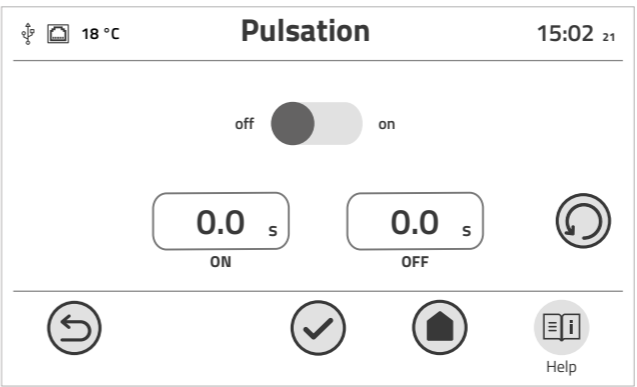 18 °C Pulsation 15:02 21
off on
0.0 s 0.0 s
ON OFF
i
Help